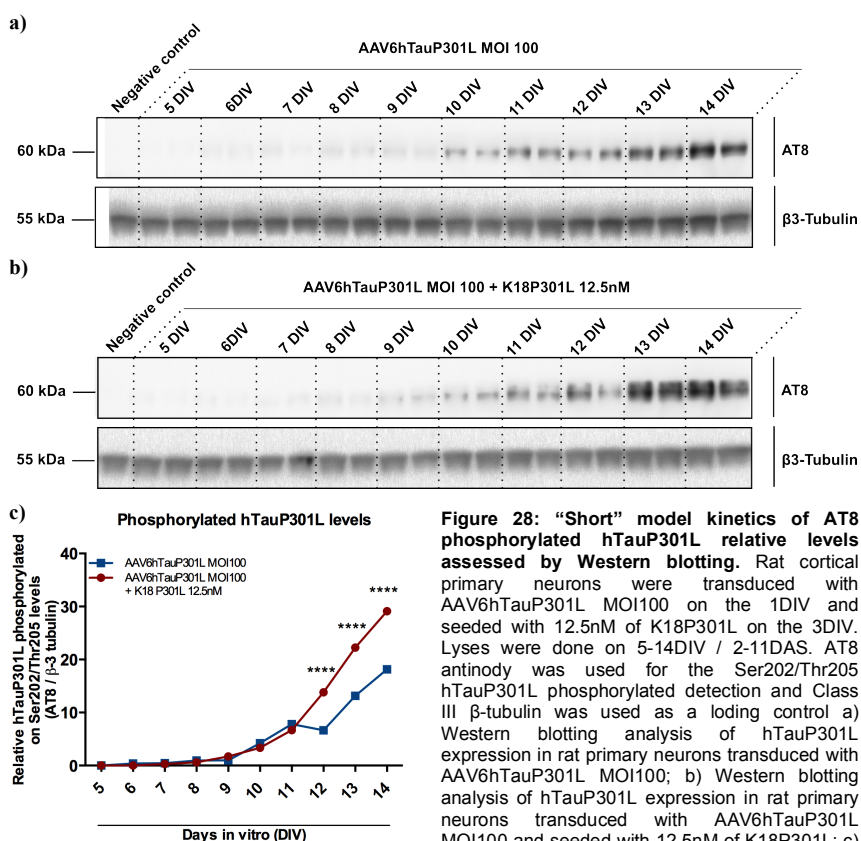 a)
AAV6hTauP301L MOI 100
Negative control
5 DIV
6DIV
7 DIV
8 DIV
9 DIV
10 DIV
11 DIV
12 DIV
13 DIV
14 DIV
60 kDa
AT8
55 kDa
β3-Tubulin
b)
AAV6hTauP301L MOI 100 + K18P301L 12.5nM
Negative control
5 DIV
6DIV
7 DIV
8 DIV
9 DIV
10 DIV
11 DIV
12 DIV
13 DIV
14 DIV
60 kDa
AT8
55 kDa
β3-Tubulin
c)
Phosphorylated hTauP301L levels
Relative hTauP301L phosphorylated
on Ser202/Thr205 levels
(AT8 / β-3 tubulin)
40
30
20
10
0
AAV6hTauP301L MOI100
AAV6hTauP301L MOI100
+ K18 P301L 12.5nM
****
****
****
5
6
7
8
9
10
11
12
13
14
Days in vitro (DIV)
Figure 28: “Short” model kinetics of AT8
phosphorylated hTauP301L relative levels
assessed by Western blotting. Rat cortical
primary neurons were transduced with
AAV6hTauP301L MOI100 on the 1DIV and
seeded with 12.5nM of K18P301L on the 3DIV.
Lyses were done on 5-14DIV / 2-11DAS. AT8
antinody was used for the Ser202/Thr205
hTauP301L phosphorylated detection and Class
III β-tubulin was used as a loding control a)
Western blotting analysis of hTauP301L
expression in rat primary neurons transduced with
AAV6hTauP301L MOI100; b) Western blotting
analysis of hTauP301L expression in rat primary
neurons transduced with AAV6hTauP301L
MOI100 and seeded with 12.5nM of K18P301L; c)